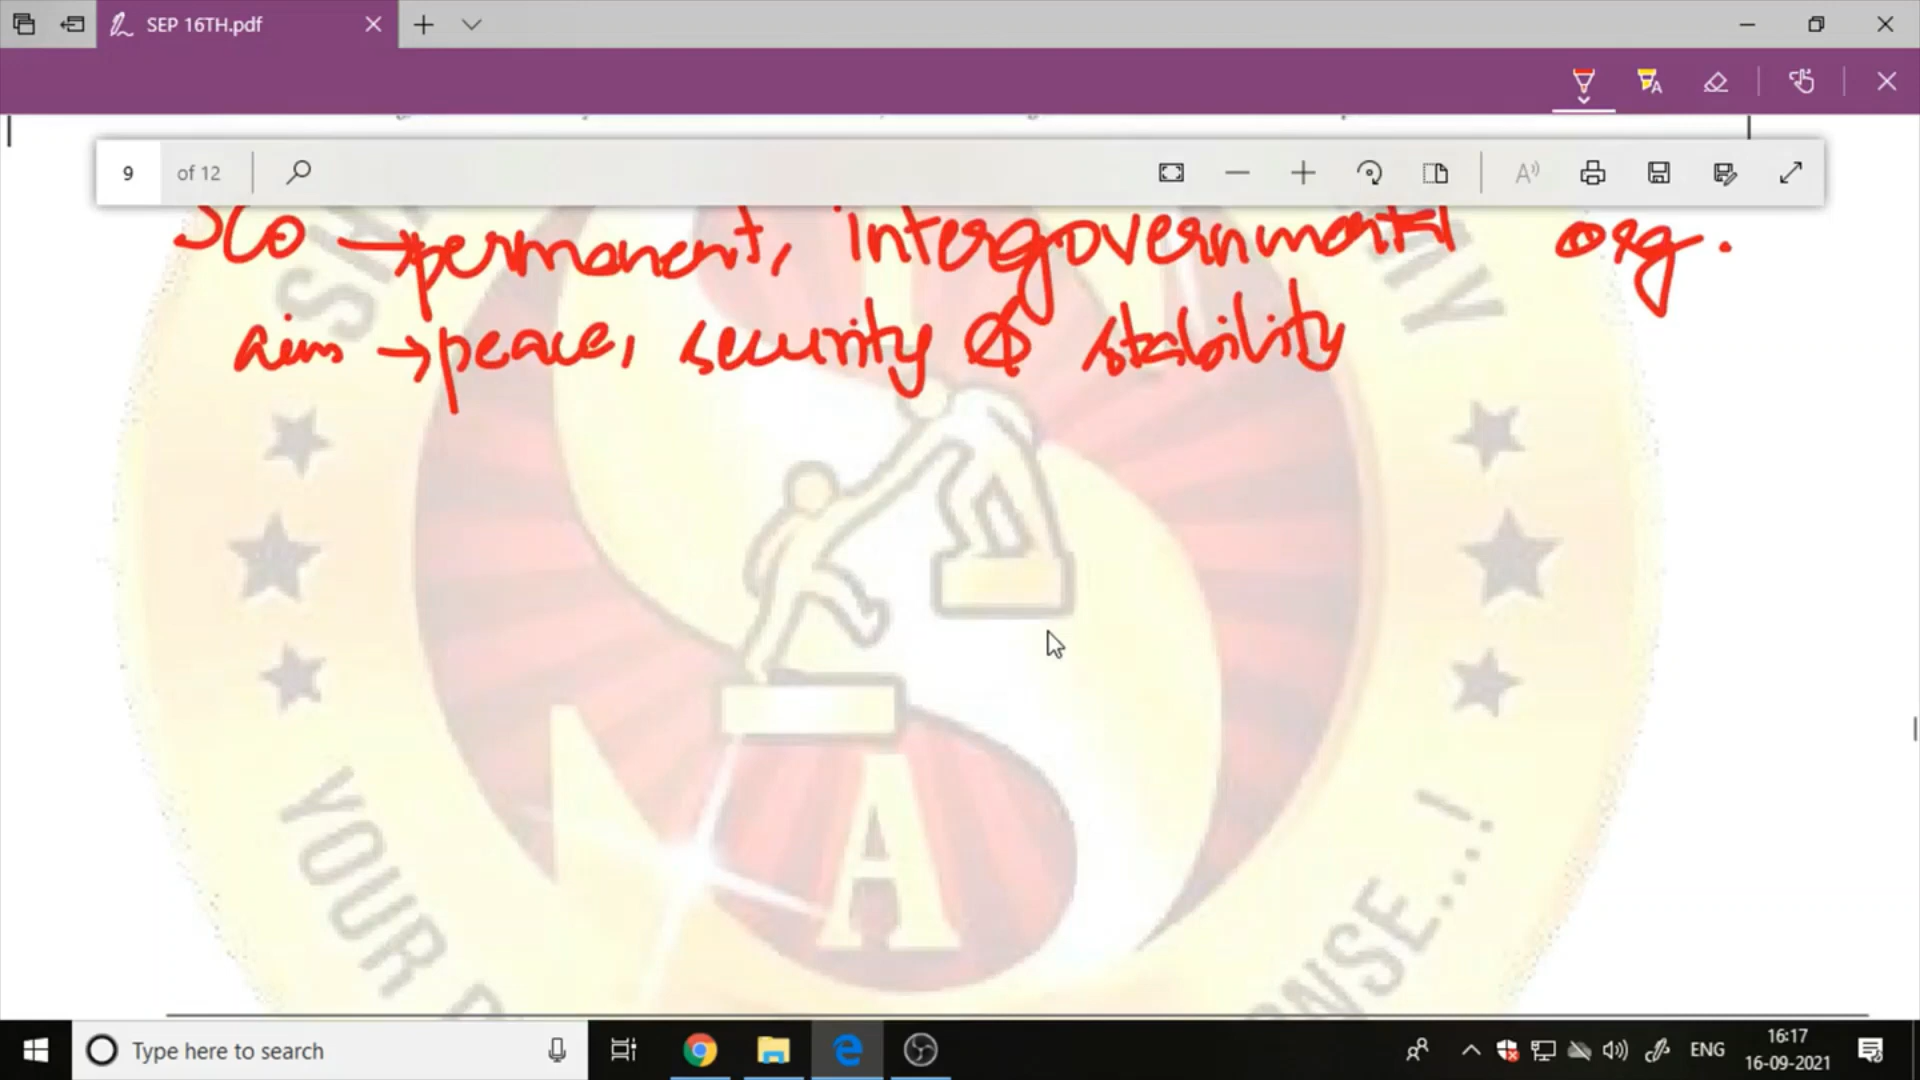 SEP 16TH.pdf
9 of 12
SCO → permanent, intergovernmental org.
aim → peace, security & stability
A
YOUR
Type here to search
ENG
16:17
16-09-2021